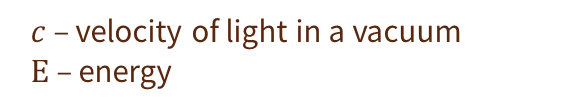 c – velocity of light in a vacuum
E – energy